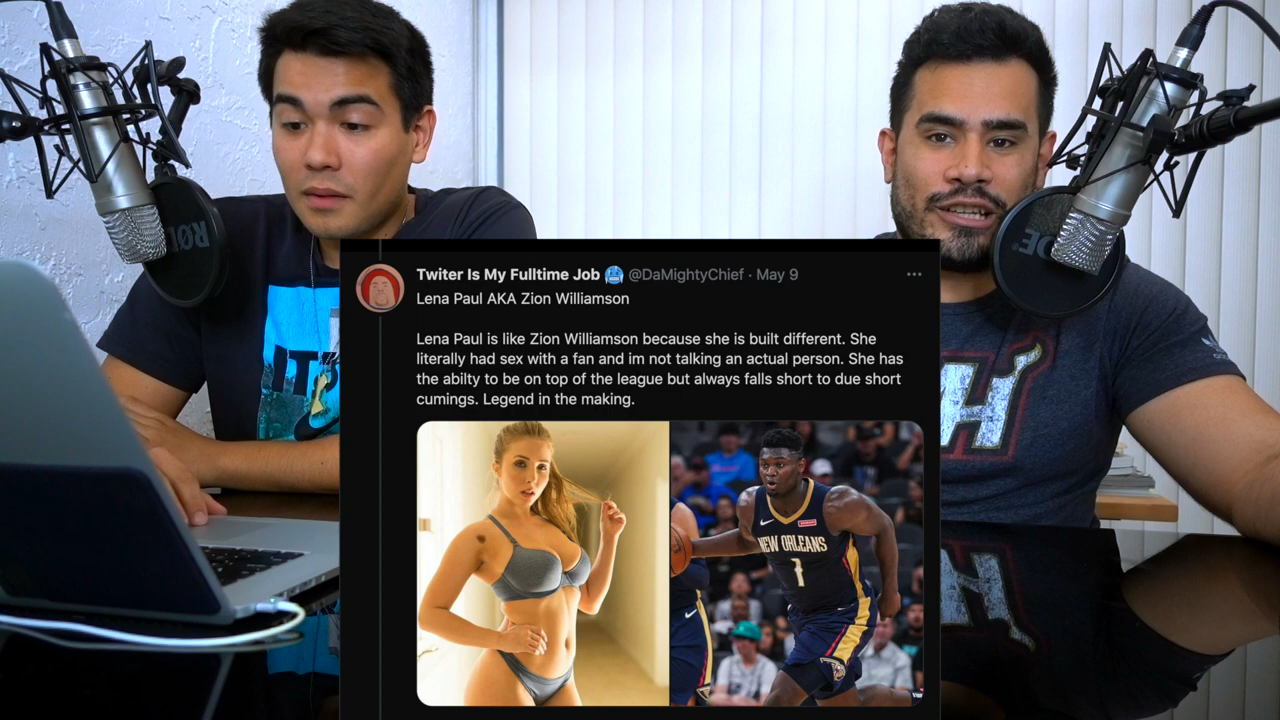 Twiter Is My Fulltime Job 🥶 @DaMightyChief · May 9
Lena Paul AKA Zion Williamson
Lena Paul is like Zion Williamson because she is built different. She
literally had sex with a fan and im not talking an actual person. She has
the abilty to be on top of the league but always falls short to due short
cumings. Legend in the making.
RØDE
NEW ORLEANS
1
H
adidas